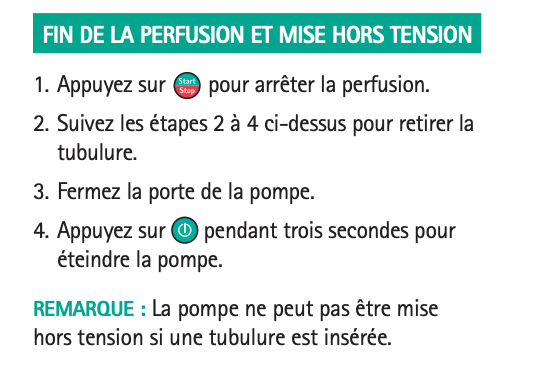 FIN DE LA PERFUSION ET MISE HORS TENSION
1. Appuyez sur Start Stop pour arrêter la perfusion.
2. Suivez les étapes 2 à 4 ci-dessus pour retirer la
tubulure.
3. Fermez la porte de la pompe.
4. Appuyez sur pendant trois secondes pour
éteindre la pompe.
REMARQUE : La pompe ne peut pas être mise
hors tension si une tubulure est insérée.